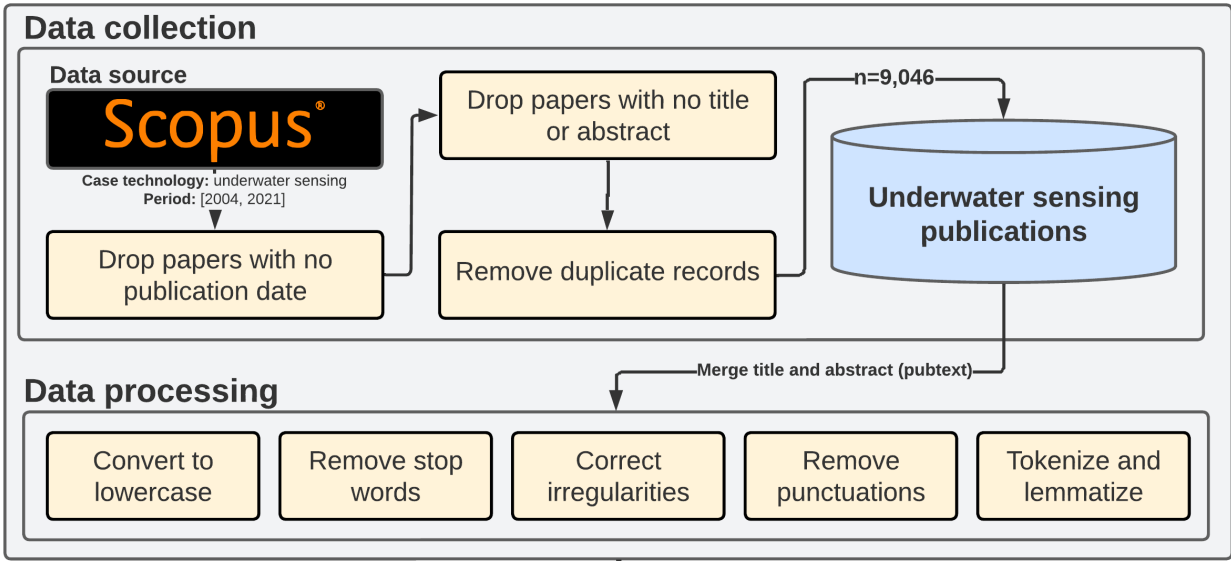 Data collection
Data source
Scopus®
Case technology: underwater sensing
Period: [2004, 2021]
Drop papers with no
publication date
Drop papers with no title
or abstract
Remove duplicate records
n=9,046
Underwater sensing
publications
Merge title and abstract (pubtext)
Data processing
Convert to
lowercase
Remove stop
words
Correct
irregularities
Remove
punctuations
Tokenize and
lemmatize